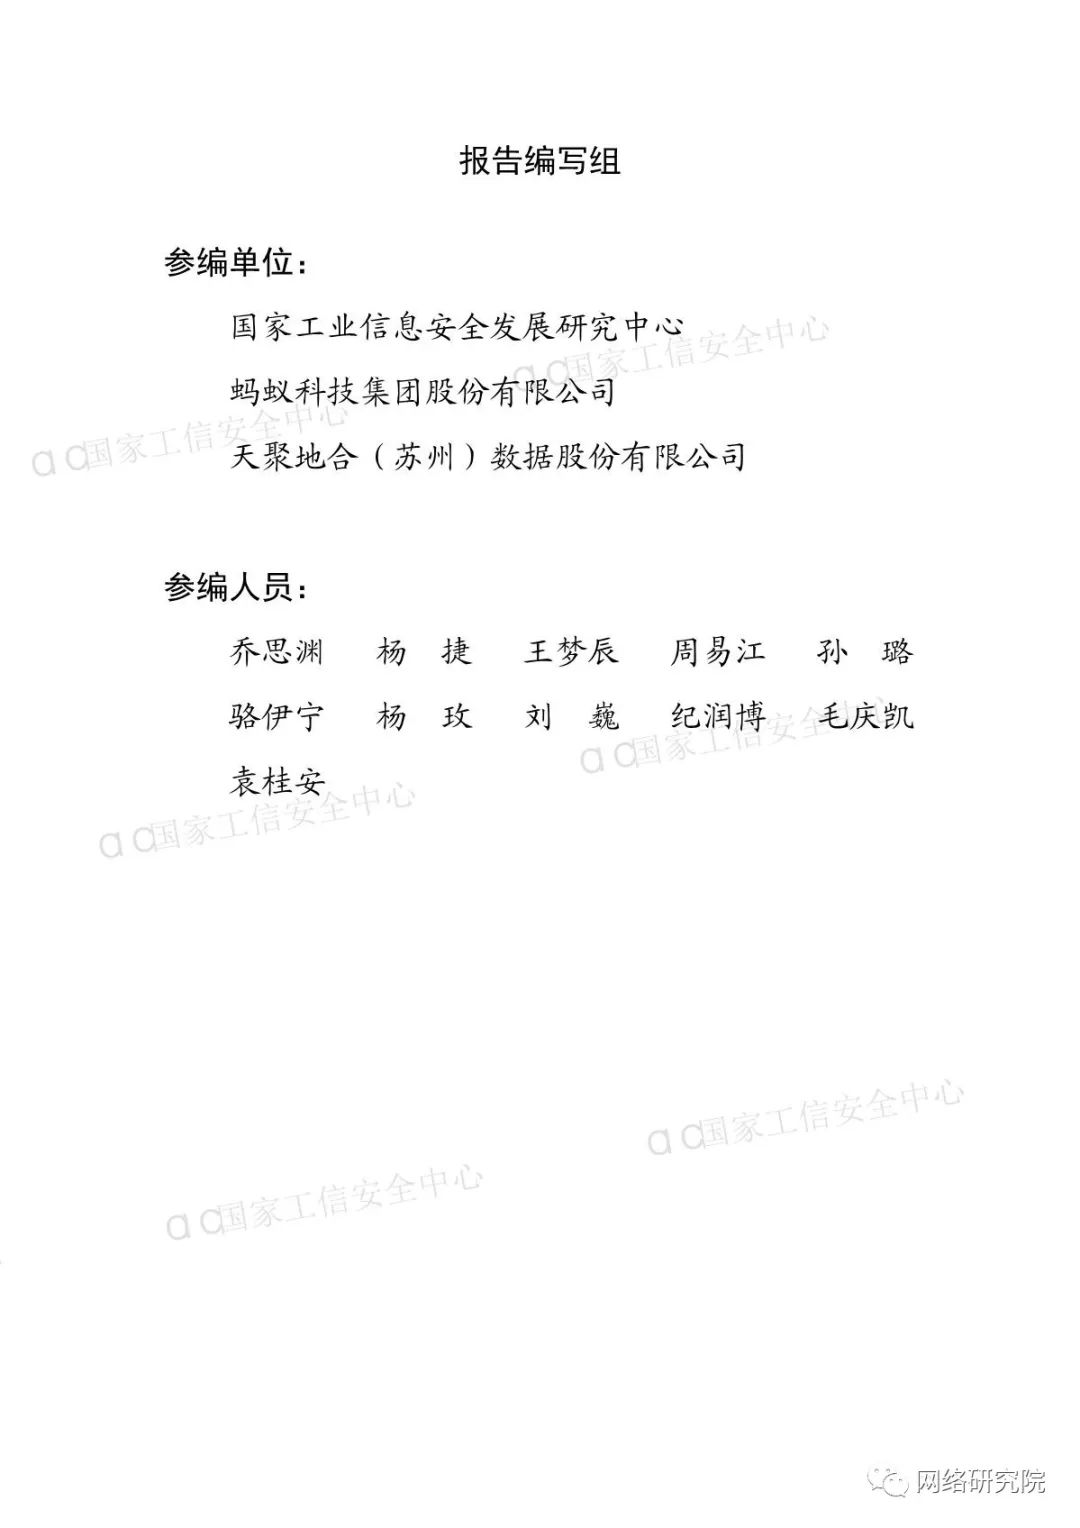 报告编写组
参编单位：
国家工业信息安全发展研究中心
国家工信安全中心
蚂蚁科技集团股份有限公司
国家工信安全中心
天聚地合（苏州）数据股份有限公司
参编人员：
乔思渊 杨 捷 王梦辰 周易江 孙 璐
骆伊宁 杨 玫 刘 巍 纪润博 毛庆凯
国家工信安全中心
袁桂安
国家工信安全中心
国家工信安全中心
国家工信安全中心
网络研究院